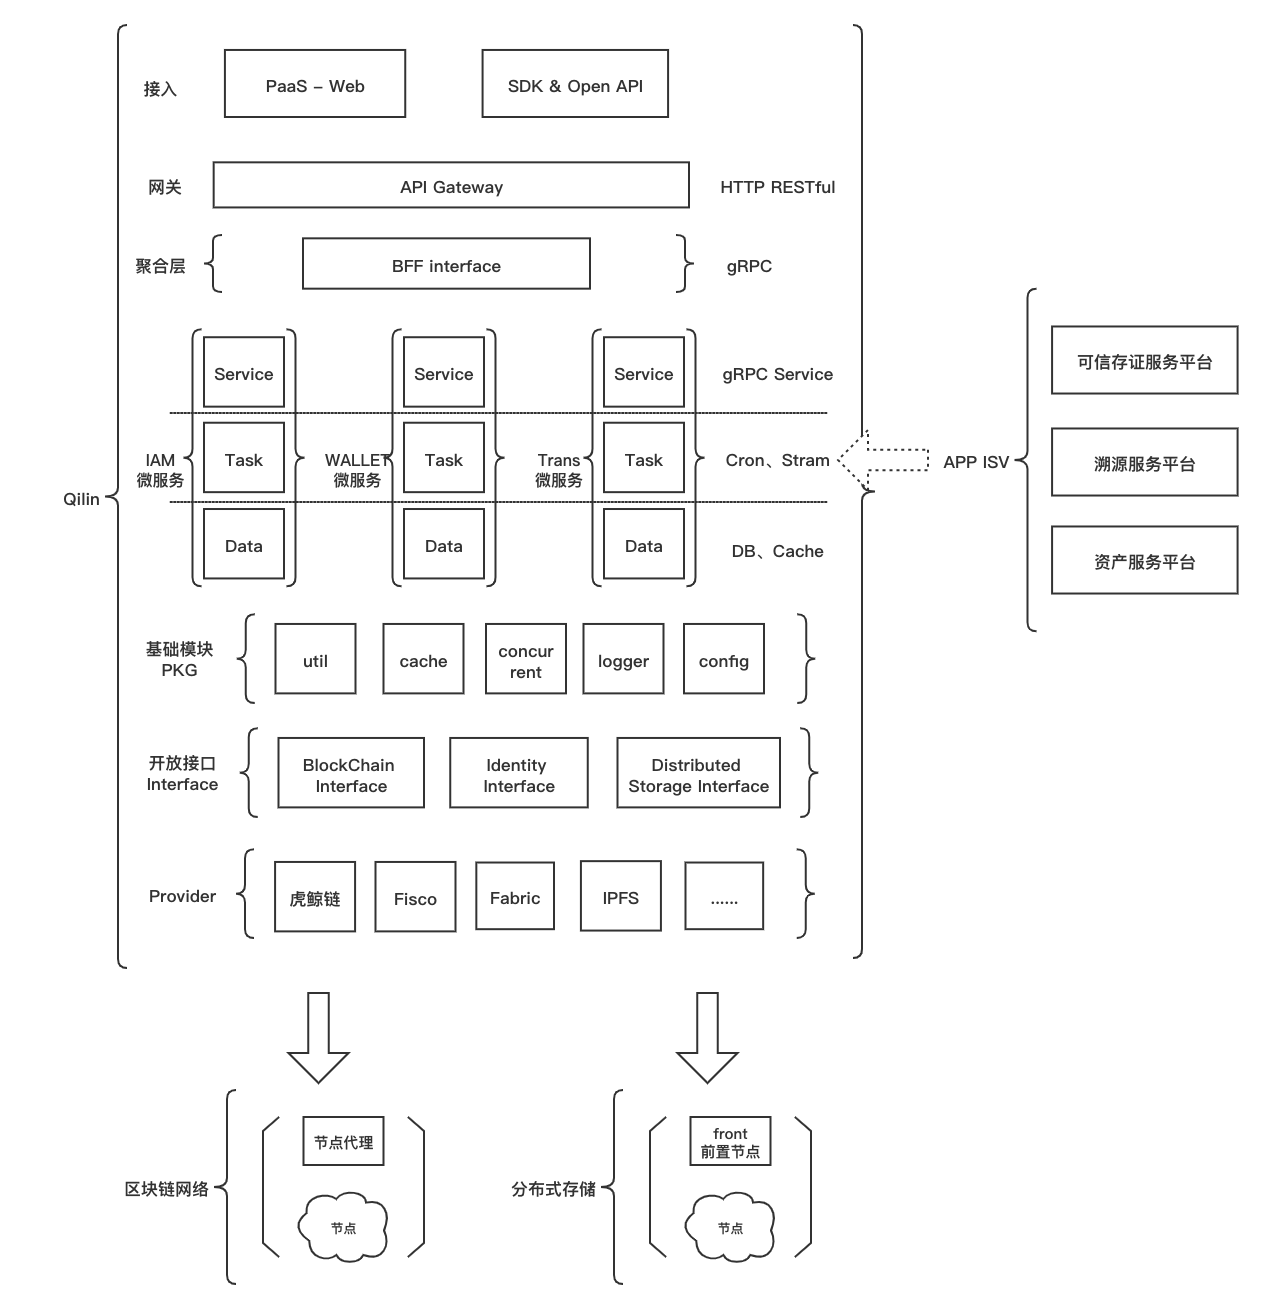 接入
PaaS – Web
SDK & Open API
网关
API Gateway
HTTP RESTful
聚合层
BFF interface
gRPC
Service
Service
Service
gRPC Service
IAM
微服务
Task
WALLET
微服务
Task
Trans
微服务
Task
Cron、Stram
Qilin
Data
Data
Data
DB、Cache
APP ISV
可信存证服务平台
溯源服务平台
资产服务平台
基础模块
PKG
util
cache
concur
rent
logger
config
开放接口
Interface
BlockChain
Interface
Identity
Interface
Distributed
Storage Interface
Provider
虎鲸链
Fisco
Fabric
IPFS
......
区块链网络
节点代理
节点
分布式存储
front
前置节点
节点